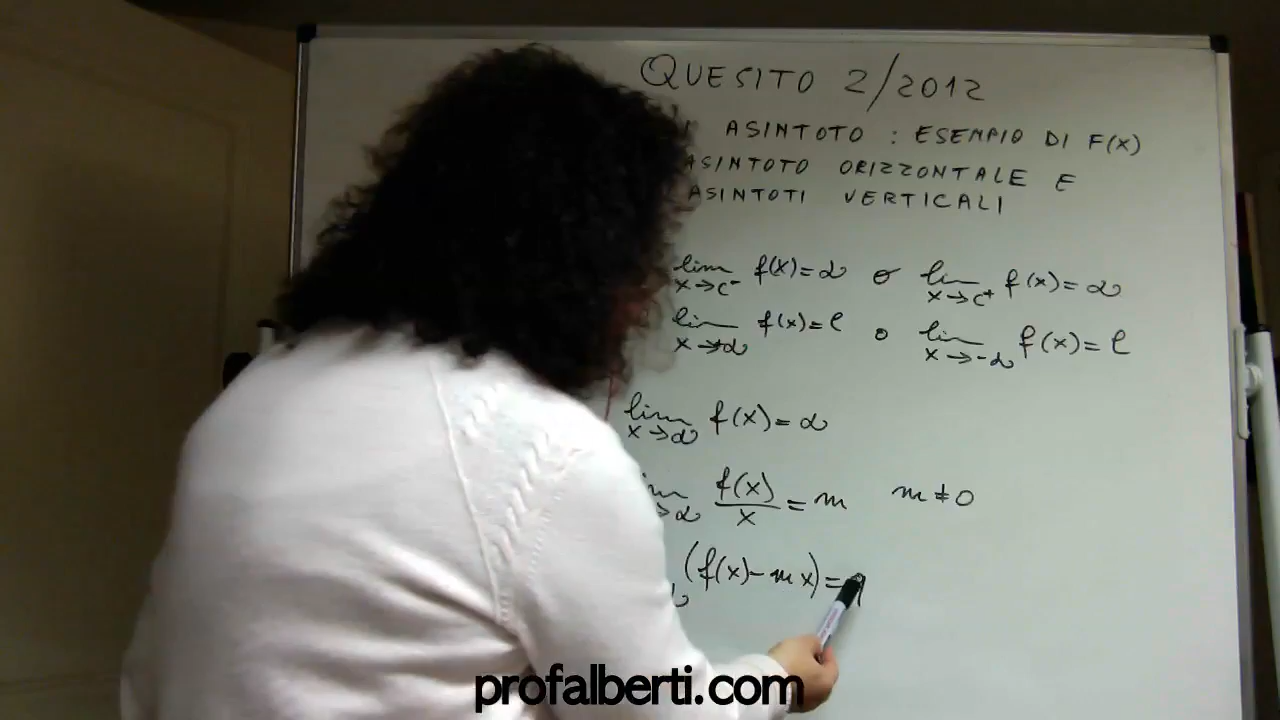 QUESITO 2/2012
ASINTOTO : ESEMPIO DI F(X)
ASINTOTO ORIZZONTALE E
ASINTOTI VERTICALI
lim x→c⁻ f(x)=∞ o lim x→c⁺ f(x)=∞
lim x→∞ f(x)=l o lim x→-∞ f(x)=l
lim x→∞ f(x)=∞
f(x)/x = m m≠0
(f(x)-mx)=q
profalberti.com